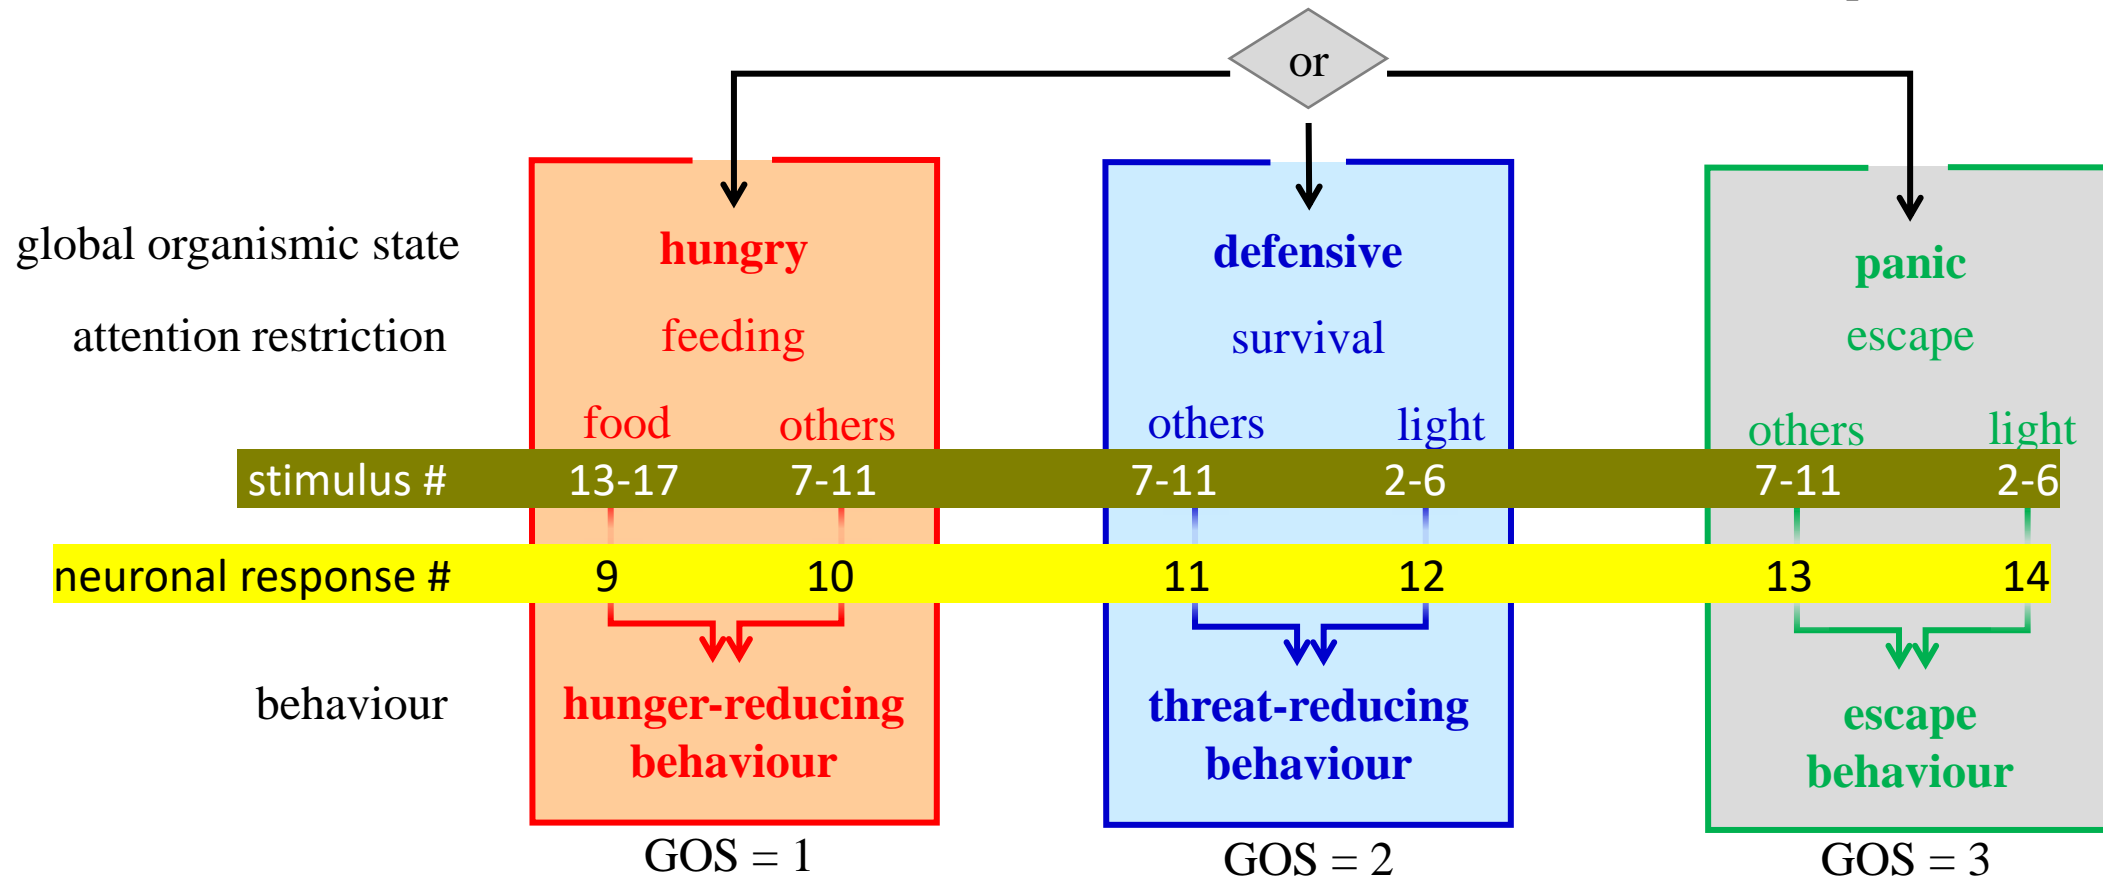 or
global organismic state hungry defensive panic
attention restriction feeding survival escape
food others others light others light
stimulus # 13-17 7-11 7-11 2-6 7-11 2-6
neuronal response # 9 10 11 12 13 14
behaviour hunger-reducing threat-reducing escape
behaviour behaviour behaviour
GOS = 1 GOS = 2 GOS = 3